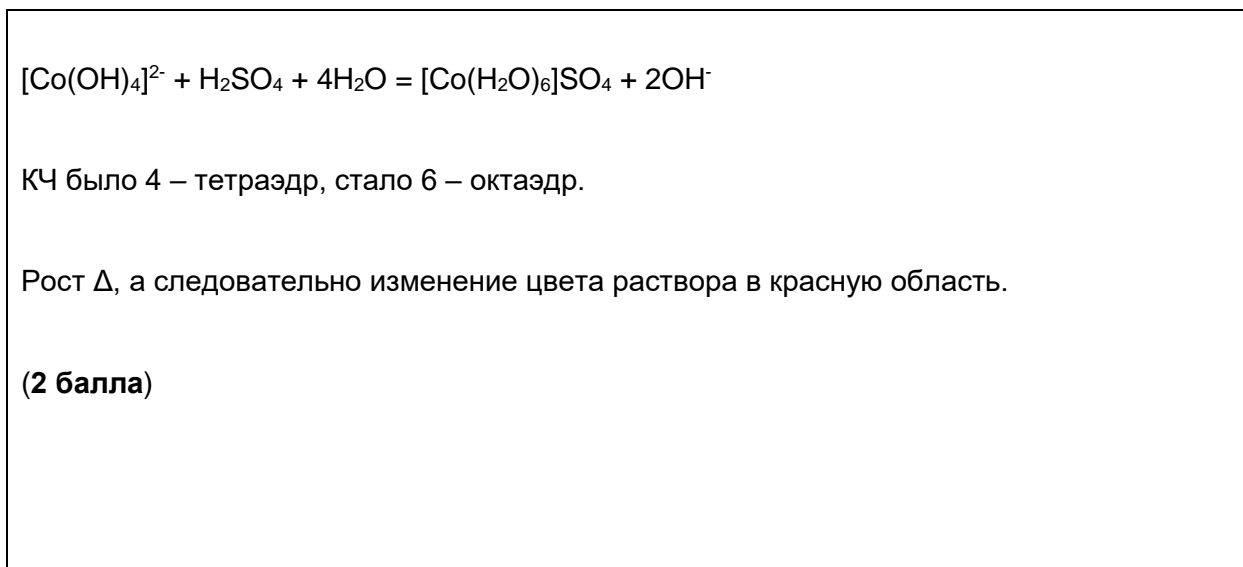 [Co(OH)₄]²⁻ + H₂SO₄ + 4H₂O = [Co(H₂O)₆]SO₄ + 2OH⁻
КЧ было 4 – тетраэдр, стало 6 – октаэдр.
Рост Δ, а следовательно изменение цвета раствора в красную область.
(2 балла)